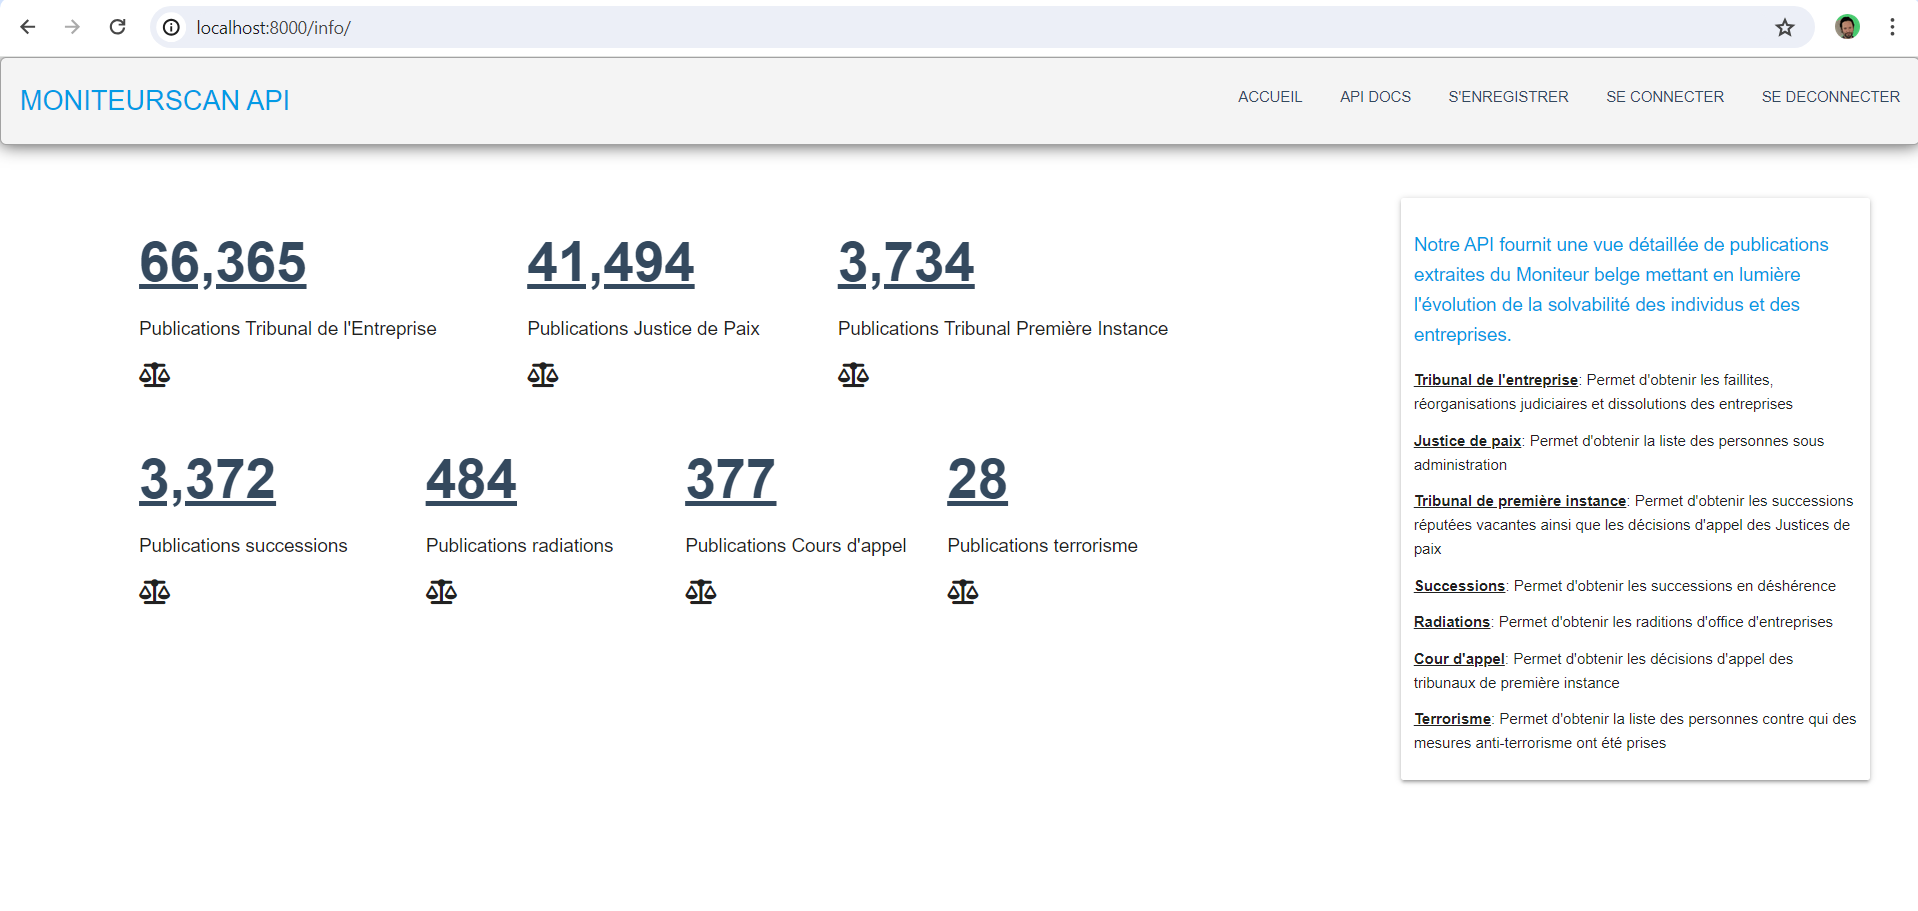 localhost:8000/info/
MONITEURSCAN API
ACCUEIL
API DOCS
S'ENREGISTRER
SE CONNECTER
SE DECONNECTER
66,365
Publications Tribunal de l'Entreprise
41,494
Publications Justice de Paix
3,734
Publications Tribunal Première Instance
3,372
Publications successions
484
Publications radiations
377
Publications Cours d'appel
28
Publications terrorisme
Notre API fournit une vue détaillée de publications
extraites du Moniteur belge mettant en lumière
l'évolution de la solvabilité des individus et des
entreprises.
Tribunal de l'entreprise: Permet d'obtenir les faillites,
réorganisations judiciaires et dissolutions des entreprises
Justice de paix: Permet d'obtenir la liste des personnes sous
administration
Tribunal de première instance: Permet d'obtenir les successions
réputées vacantes ainsi que les décisions d'appel des Justices de
paix
Successions: Permet d'obtenir les successions en déshérence
Radiations: Permet d'obtenir les raditions d'office d'entreprises
Cour d'appel: Permet d'obtenir les décisions d'appel des
tribunaux de première instance
Terrorisme: Permet d'obtenir la liste des personnes contre qui des
mesures anti-terrorisme ont été prises